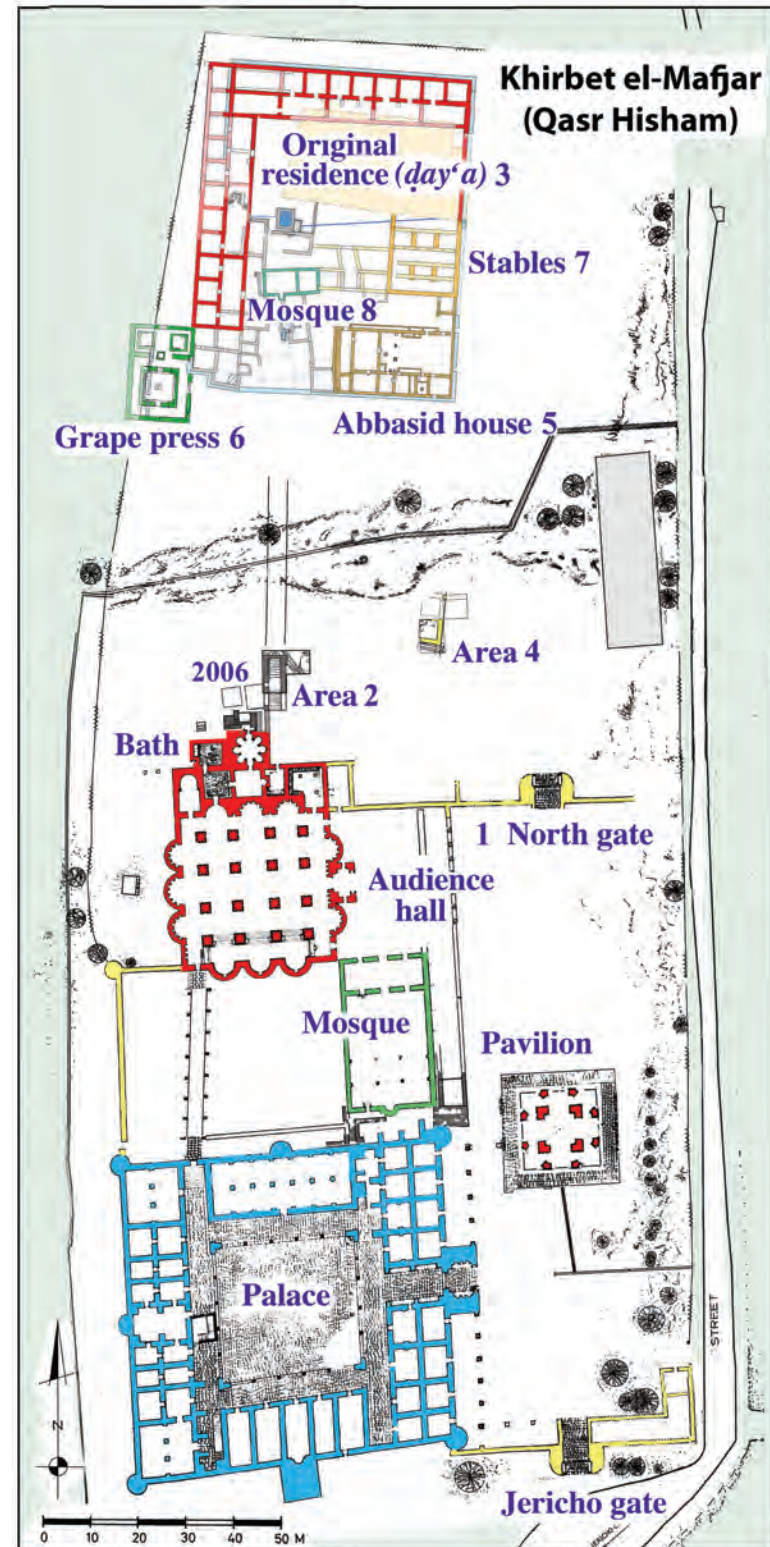 Khirbet el-Mafjar
(Qasr Hisham)
Original
residence (ḍay‘a) 3
Stables 7
Mosque 8
Abbasid house 5
Grape press 6
Area 4
2006
Area 2
Bath
1 North gate
Audience
hall
Mosque
Pavilion
Palace
STREET
N
Jericho gate
0 10 20 30 40 50 M